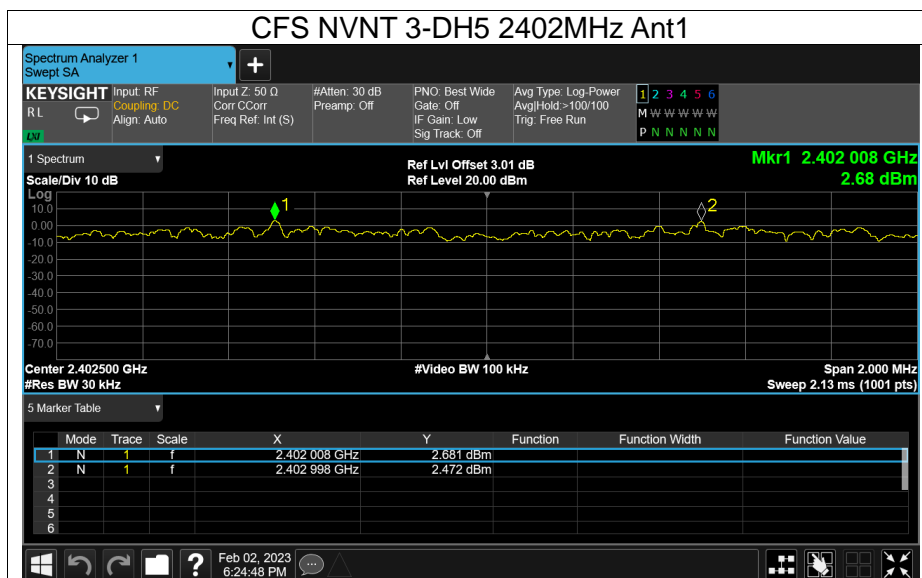 CFS NVNT 3-DH5 2402MHz Ant1
Spectrum Analyzer 1
Swept SA
KEYSIGHT
R L
LXI
Input: RF
Coupling: DC
Align: Auto
Input Z: 50 Ω
Corr CCorr
Freq Ref: Int (S)
#Atten: 30 dB
Preamp: Off
PNO: Best Wide
Gate: Off
IF Gain: Low
Sig Track: Off
Avg Type: Log-Power
Avg|Hold:>100/100
Trig: Free Run
1 2 3 4 5 6
M W W W W W
P N N N N N
1 Spectrum
Scale/Div 10 dB
Ref Lvl Offset 3.01 dB
Ref Level 20.00 dBm
Mkr1 2.402 008 GHz
2.68 dBm
Log
10.0
0.00
-10.0
-20.0
-30.0
-40.0
-50.0
-60.0
-70.0
1
2
Center 2.402500 GHz
#Video BW 100 kHz
Span 2.000 MHz
#Res BW 30 kHz
Sweep 2.13 ms (1001 pts)
5 Marker Table
Mode Trace Scale X Y Function Function Width Function Value
1 N 1 f 2.402 008 GHz 2.681 dBm
2 N 1 f 2.402 998 GHz 2.472 dBm
3
4
5
6
?
Feb 02, 2023
6:24:48 PM